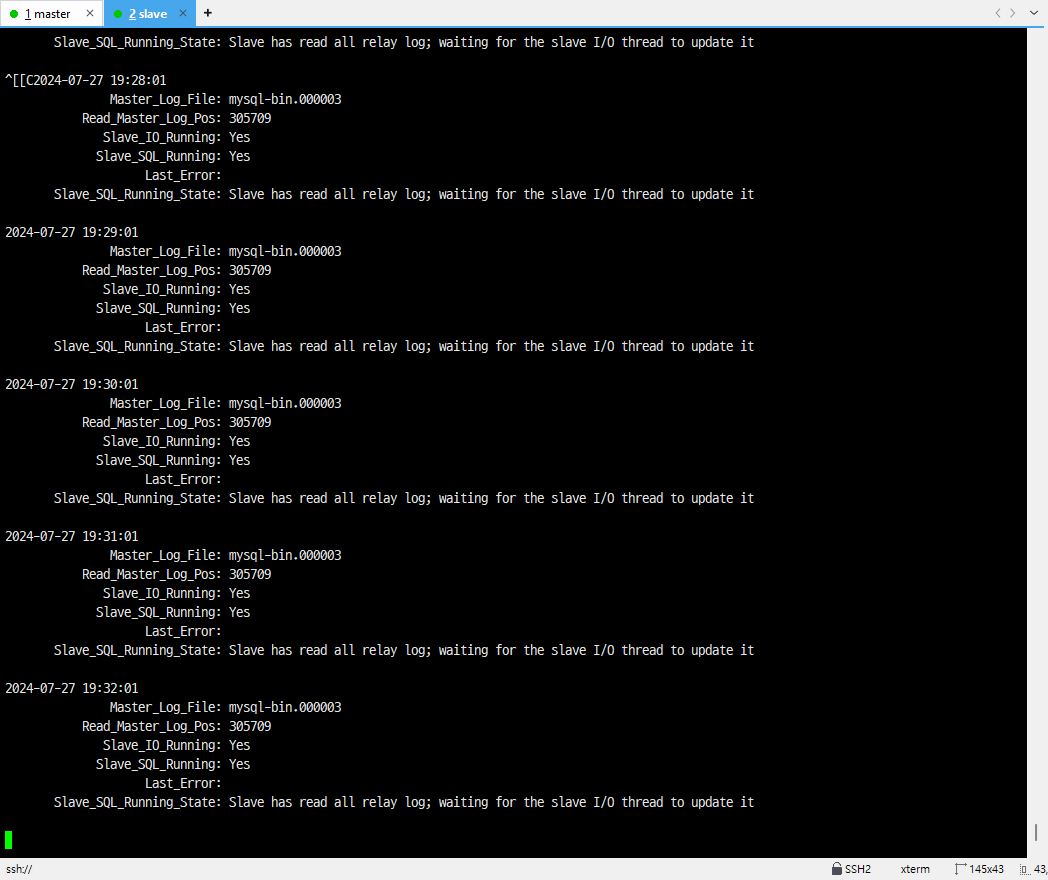 1 master × 2 slave × +
Slave_SQL_Running_State: Slave has read all relay log; waiting for the slave I/O thread to update it
^[[C2024-07-27 19:28:01
Master_Log_File: mysql-bin.000003
Read_Master_Log_Pos: 305709
Slave_IO_Running: Yes
Slave_SQL_Running: Yes
Last_Error:
Slave_SQL_Running_State: Slave has read all relay log; waiting for the slave I/O thread to update it
2024-07-27 19:29:01
Master_Log_File: mysql-bin.000003
Read_Master_Log_Pos: 305709
Slave_IO_Running: Yes
Slave_SQL_Running: Yes
Last_Error:
Slave_SQL_Running_State: Slave has read all relay log; waiting for the slave I/O thread to update it
2024-07-27 19:30:01
Master_Log_File: mysql-bin.000003
Read_Master_Log_Pos: 305709
Slave_IO_Running: Yes
Slave_SQL_Running: Yes
Last_Error:
Slave_SQL_Running_State: Slave has read all relay log; waiting for the slave I/O thread to update it
2024-07-27 19:31:01
Master_Log_File: mysql-bin.000003
Read_Master_Log_Pos: 305709
Slave_IO_Running: Yes
Slave_SQL_Running: Yes
Last_Error:
Slave_SQL_Running_State: Slave has read all relay log; waiting for the slave I/O thread to update it
2024-07-27 19:32:01
Master_Log_File: mysql-bin.000003
Read_Master_Log_Pos: 305709
Slave_IO_Running: Yes
Slave_SQL_Running: Yes
Last_Error:
Slave_SQL_Running_State: Slave has read all relay log; waiting for the slave I/O thread to update it
ssh:// SSH2 xterm 145x43 43,